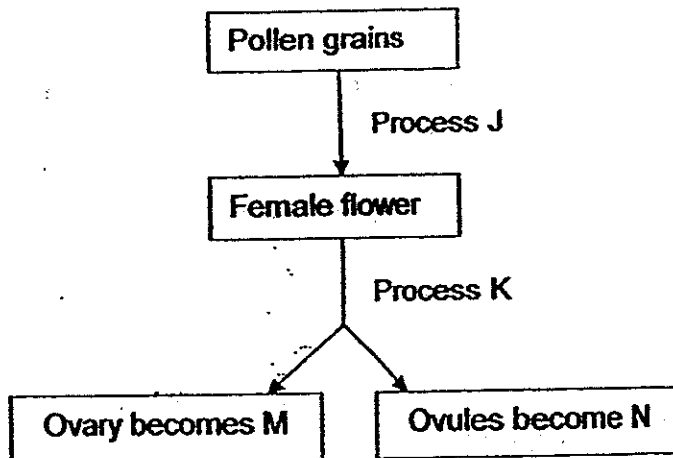 Pollen grains
Process J
Female flower
Process K
Ovary becomes M
Ovules become N